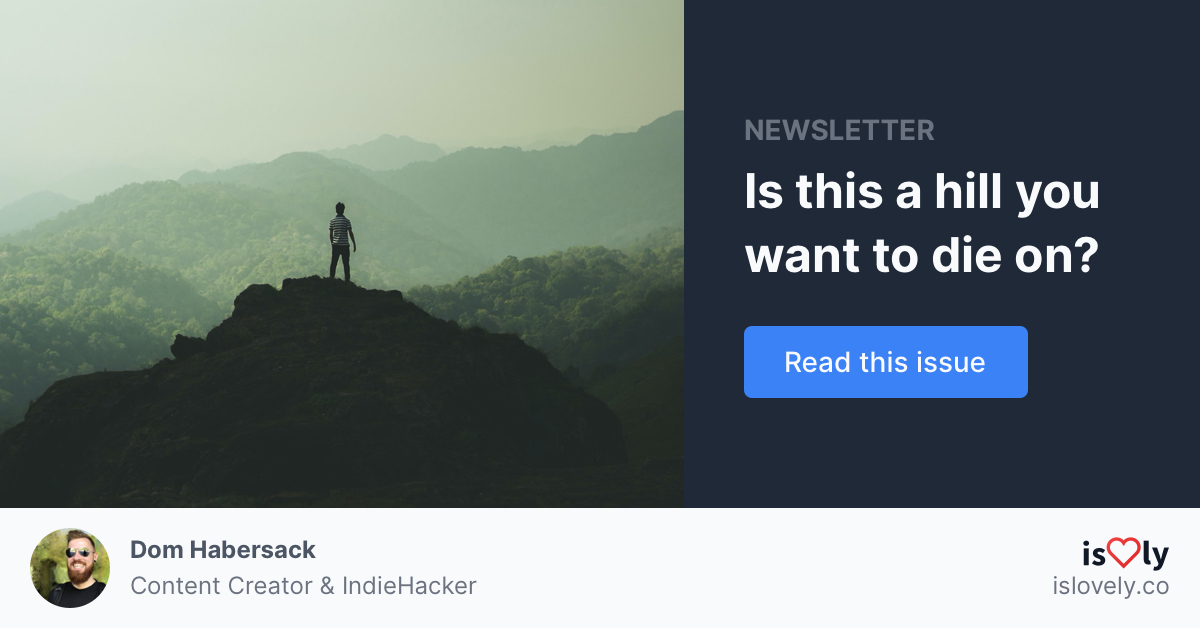 NEWSLETTER
Is this a hill you
want to die on?
Read this issue
Dom Habersack
Content Creator & IndieHacker
is♡ly
islovely.co